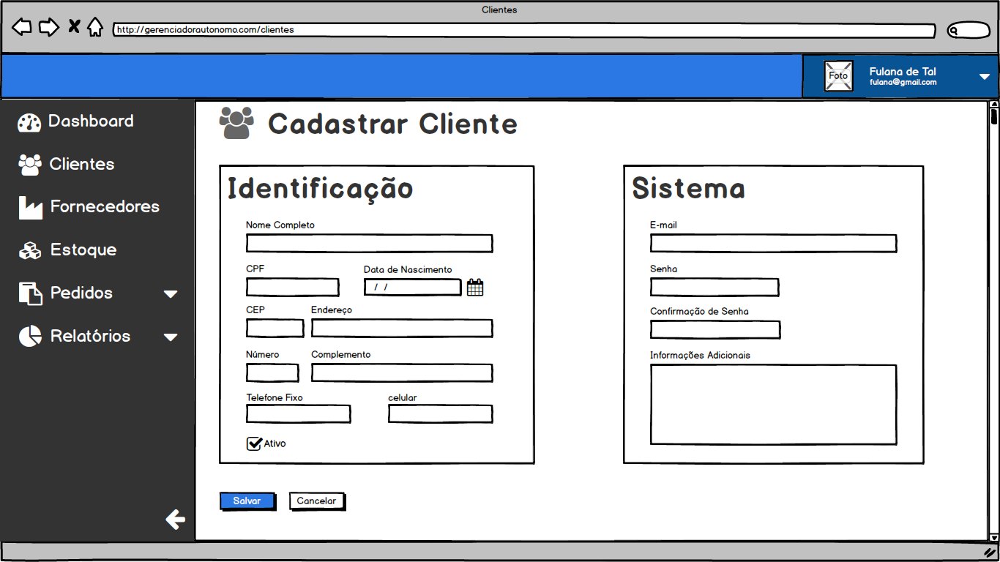 Clientes
http://gerenciadorautonomo.com/clientes
Foto
Fulana de Tal
fulana@gmail.com
Dashboard
Clientes
Fornecedores
Estoque
Pedidos
Relatórios
Cadastrar Cliente
Identificação
Nome Completo
CPF
Data de Nascimento
/ /
CEP
Endereço
Número
Complemento
Telefone Fixo
celular
Ativo
Sistema
E-mail
Senha
Confirmação de Senha
Informações Adicionais
Salvar
Cancelar